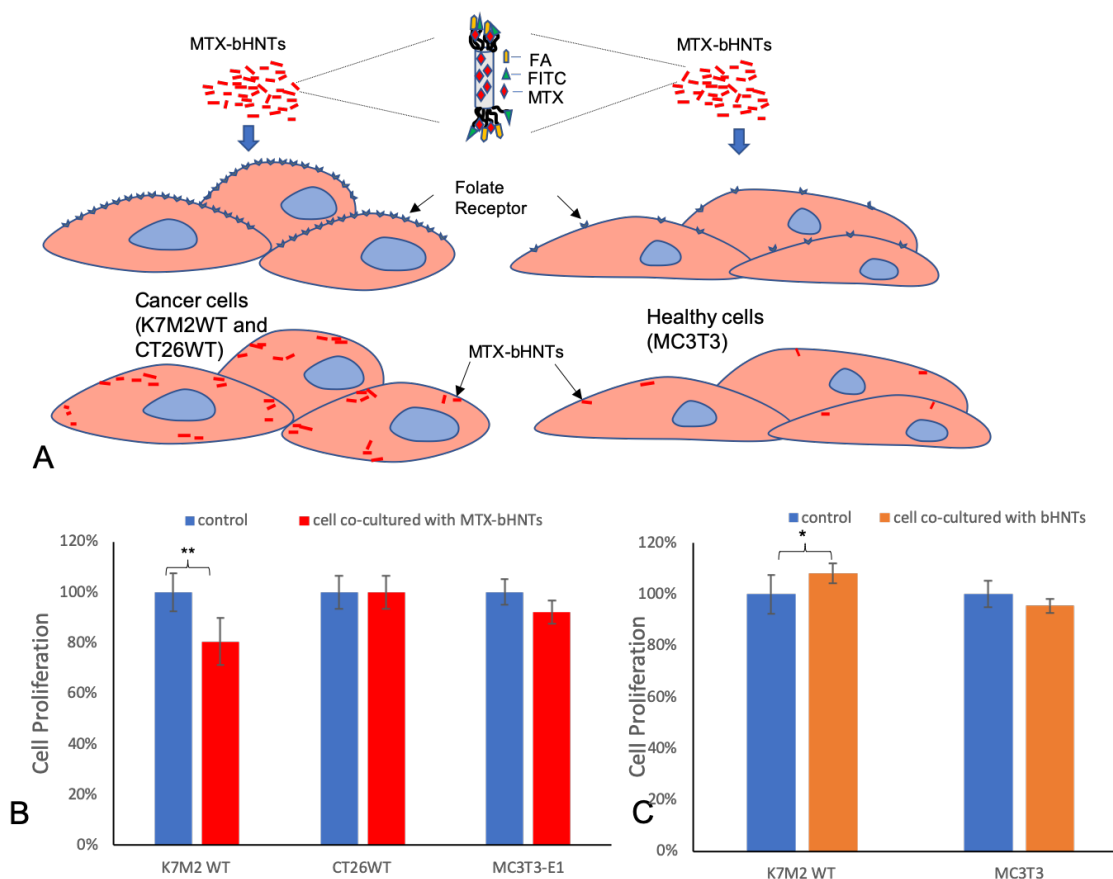 MTX-bHNTs
FA
FITC
MTX
MTX-bHNTs
Folate
Receptor
Cancer cells
(K7M2WT and
CT26WT)
Healthy cells
(MC3T3)
MTX-bHNTs
A
control
cell co-cultured with MTX-bHNTs
**
120%
100%
80%
60%
40%
20%
0%
Cell Proliferation
K7M2 WT
CT26WT
MC3T3-E1
B
control
cell co-cultured with bHNTs
*
120%
100%
80%
60%
40%
20%
0%
Cell Proliferation
K7M2 WT
MC3T3
C